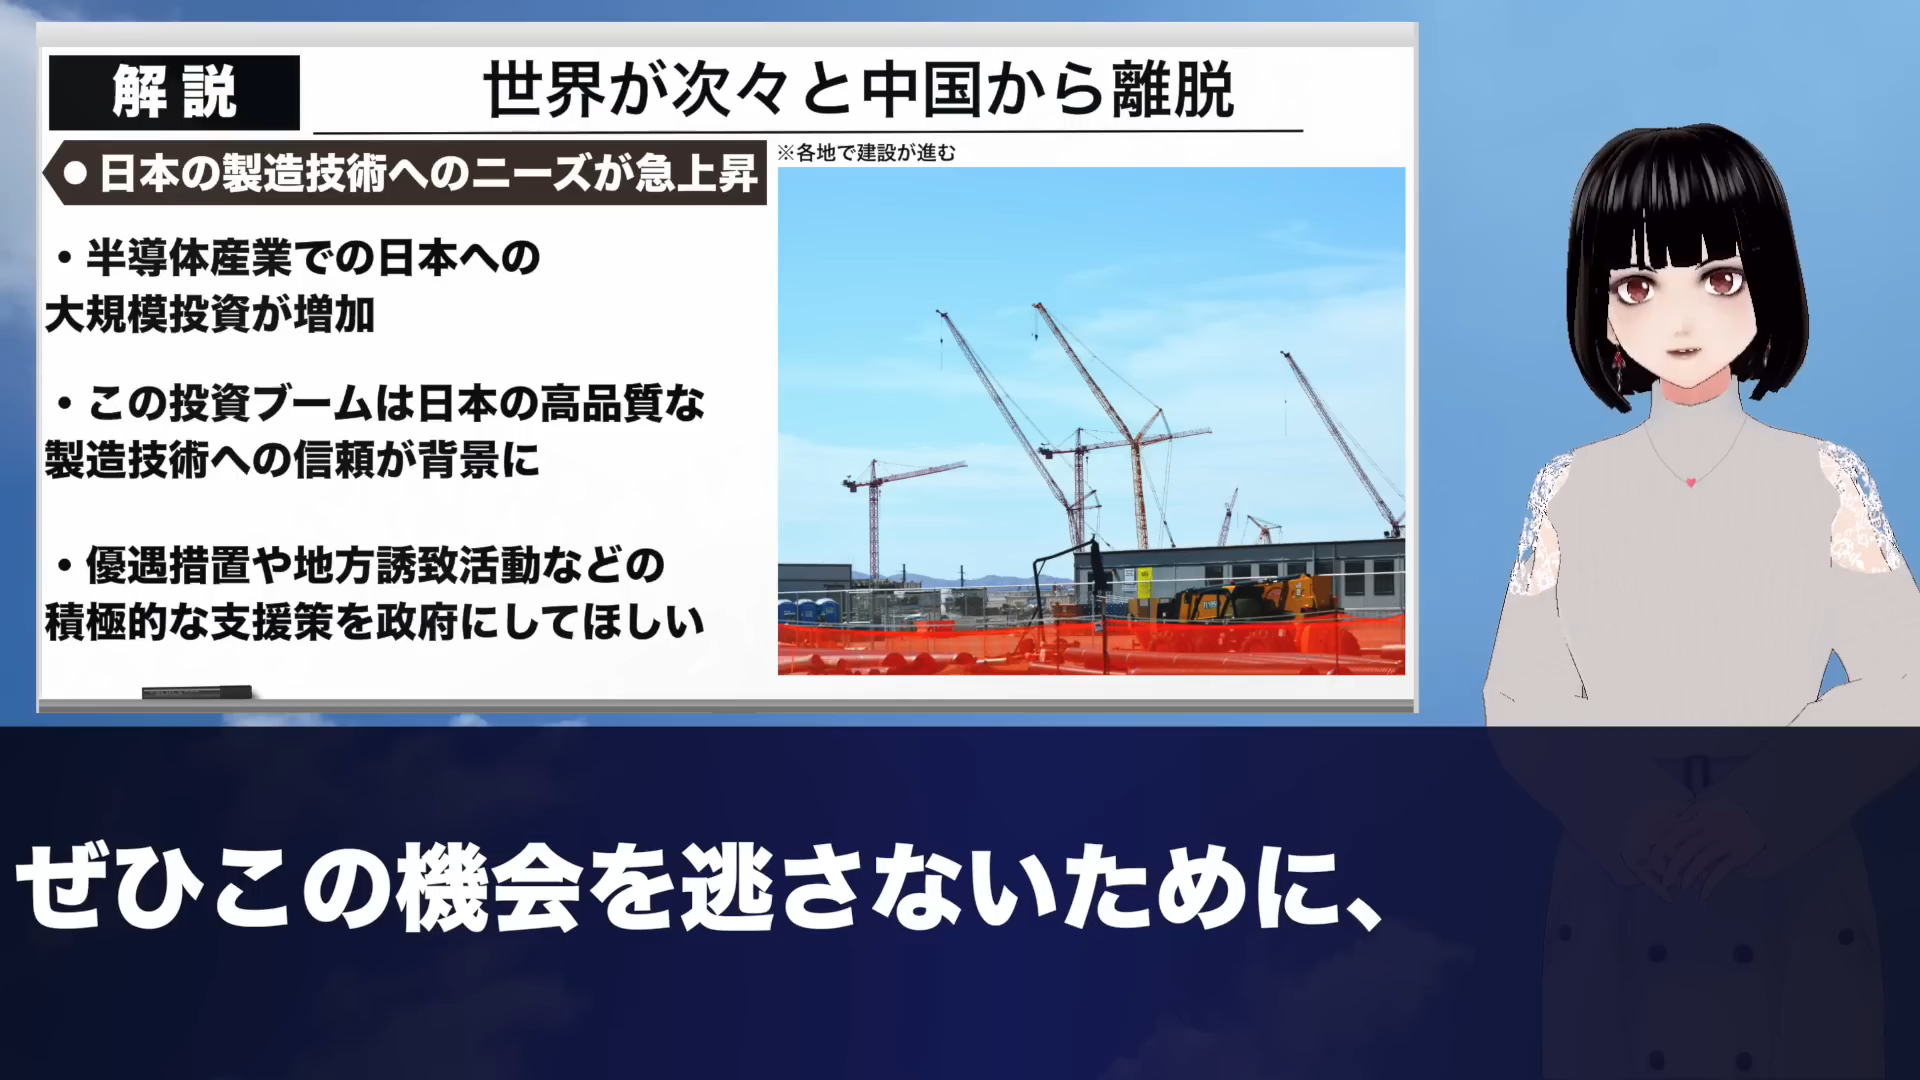 解説
世界が次々と中国から離脱
●日本の製造技術へのニーズが急上昇
※各地で建設が進む
・半導体産業での日本への
大規模投資が増加
・この投資ブームは日本の高品質な
製造技術への信頼が背景に
・優遇措置や地方誘致活動などの
積極的な支援策を政府にしてほしい
ぜひこの機会を逃さないために、